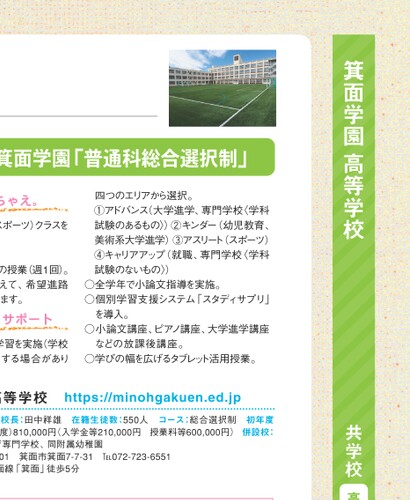 箕面学園「普通科総合選択制」
ちゃえ。
スポーツ）クラスを
の授業（週1回）。
えて、希望進路
ます。
サポート
学習を実施（学校
する場合があり
四つのエリアから選択。
①アドバンス（大学進学、専門学校〈学科
試験のあるもの〉） ②キンダー（幼児教育、
美術系大学進学） ③アスリート（スポーツ）
④キャリアアップ（就職、専門学校〈学科
試験のないもの〉）
○全学年で小論文指導を実施。
○個別学習支援システム「スタディサプリ」
を導入。
○小論文講座、ピアノ講座、大学進学講座
などの放課後講座。
○学びの幅を広げるタブレット活用授業。
高等学校 https://minohgakuen.ed.jp
校長：田中祥雄 在籍生徒数：550人 コース：総合選択制 初年度
度）810,000円（入学金等210,000円 授業料等600,000円） 併設校：
専門学校、同附属幼稚園
01 箕面市箕面7-7-31 ℡072-723-6551
面線「箕面」徒歩5分
箕面学園 高等学校
共学校
高